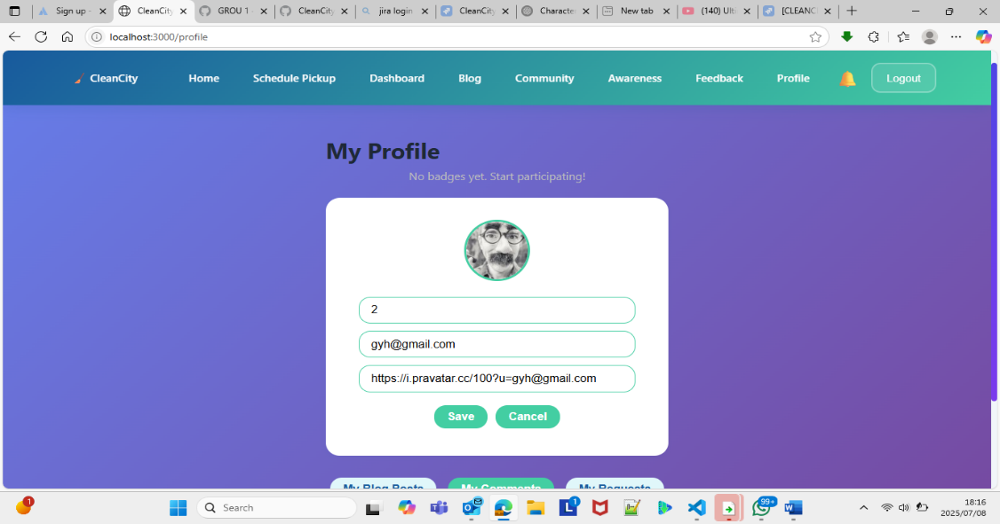 Sign up -
CleanCity
GROU 1 -
CleanCity
jira login
CleanCity
Character
New tab
(140) Ult
[CLEANC
localhost:3000/profile
CleanCity
Home
Schedule Pickup
Dashboard
Blog
Community
Awareness
Feedback
Profile
Logout
My Profile
No badges yet. Start participating!
2
gyh@gmail.com
https://i.pravatar.cc/100?u=gyh@gmail.com
Save
Cancel
My Blog Posts
My Comments
My Requests
1
Search
1
99+
18:16
2025/07/08